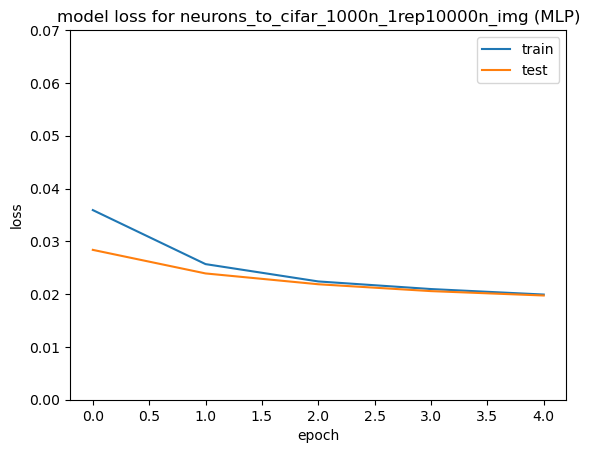 model loss for neurons_to_cifar_1000n_1rep10000n_img (MLP)
0.07
0.06
0.05
0.04
0.03
0.02
0.01
0.00
loss
train
test
0.0 0.5 1.0 1.5 2.0 2.5 3.0 3.5 4.0
epoch